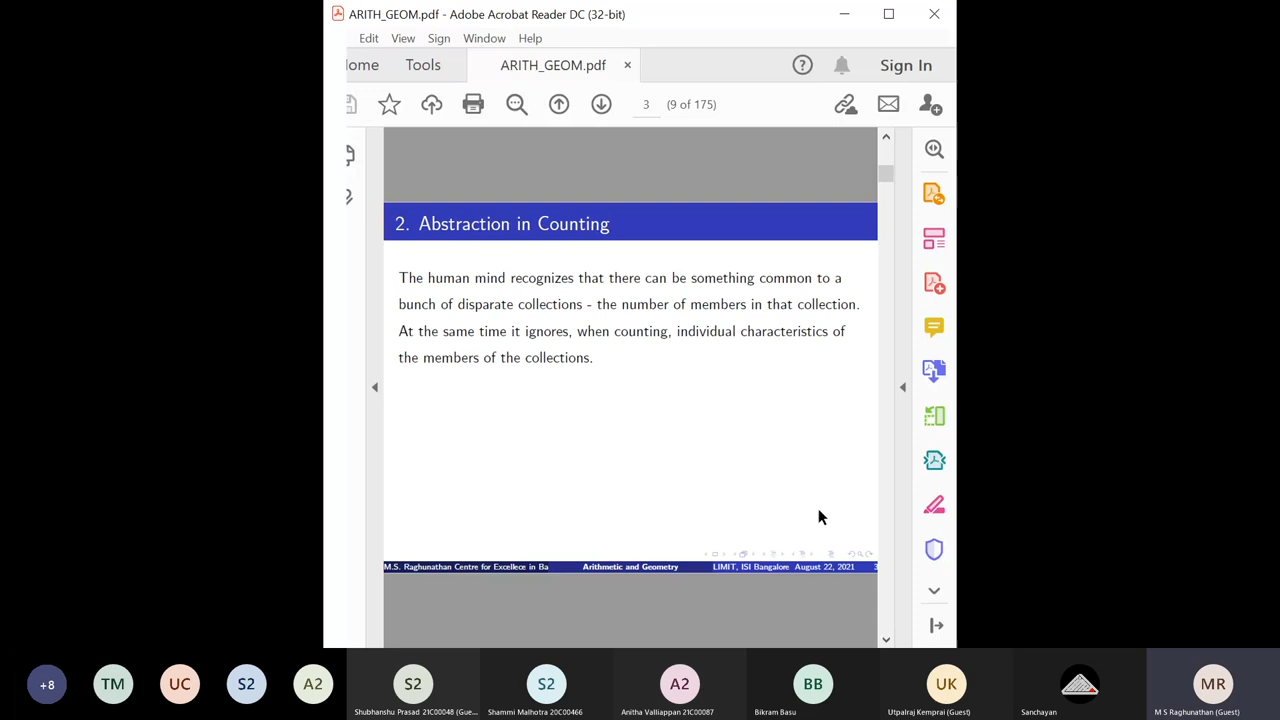 ARITH_GEOM.pdf - Adobe Acrobat Reader DC (32-bit)
Edit View Sign Window Help
ome Tools ARITH_GEOM.pdf × Sign In
3 (9 of 175)
2. Abstraction in Counting
The human mind recognizes that there can be something common to a
bunch of disparate collections - the number of members in that collection.
At the same time it ignores, when counting, individual characteristics of
the members of the collections.
M.S. Raghunathan Centre for Excellece in Ba Arithmetic and Geometry LIMIT, ISI Bangalore August 22, 2021 3
+8 TM UC S2 A2 S2 S2 A2 BB UK MR
Shubhanshu Prasad 21C00048 (Gue... Shammi Malhotra 20C00466 Anitha Valliappan 21C00087 Bikram Basu Utpalraj Kemprai (Guest) Sanchayan M S Raghunathan (Guest)